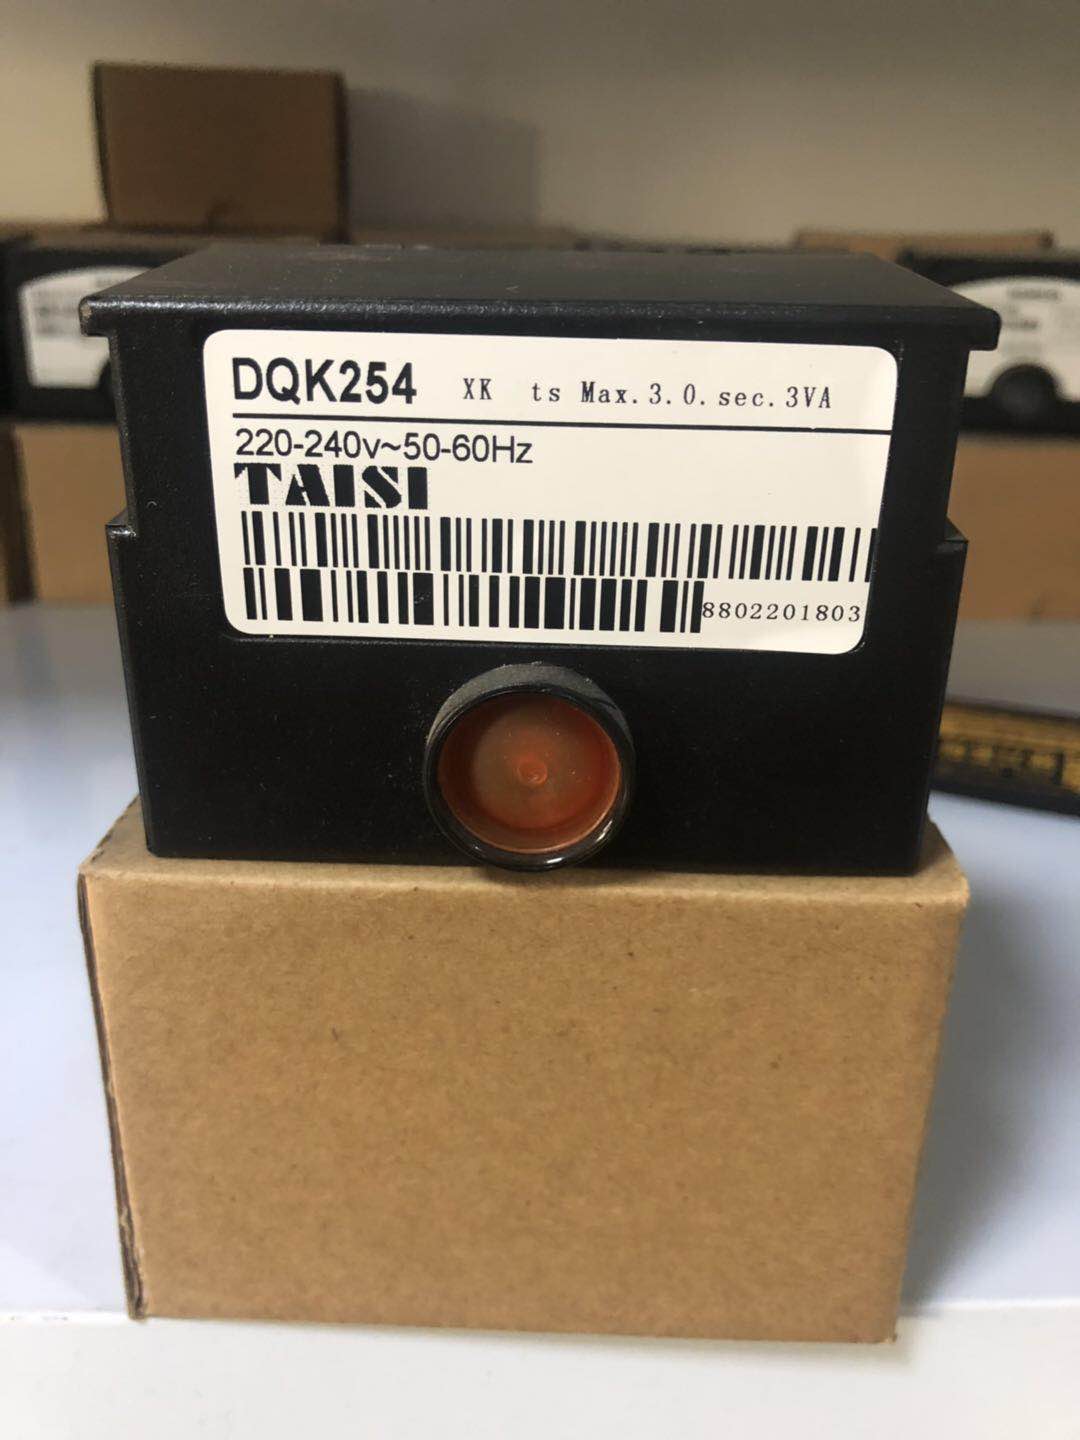 DQK254 XK ts Max.3.0.sec.3VA
220-240v~50-60Hz
TAISI
8802201803